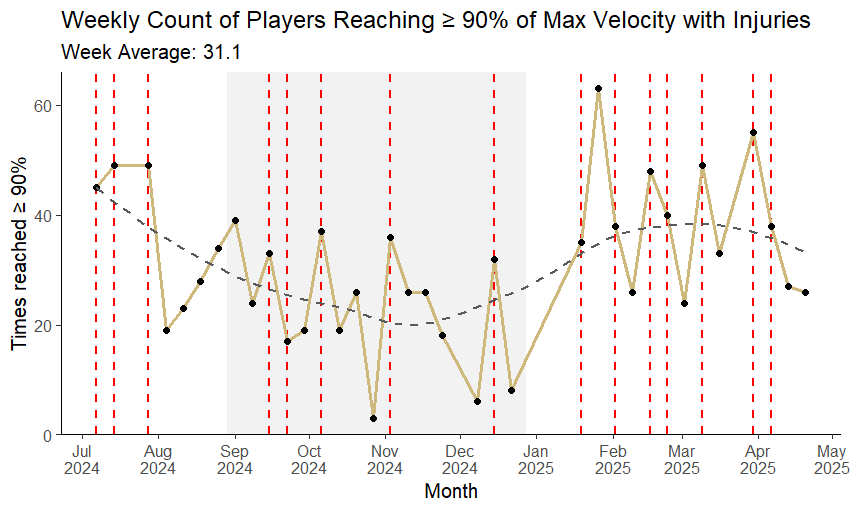 Weekly Count of Players Reaching ≥ 90% of Max Velocity with Injuries
Week Average: 31.1
Times reached ≥ 90%
60
40
20
0
Jul
2024
Aug
2024
Sep
2024
Oct
2024
Nov
2024
Dec
2024
Jan
2025
Feb
2025
Mar
2025
Apr
2025
May
2025
Month